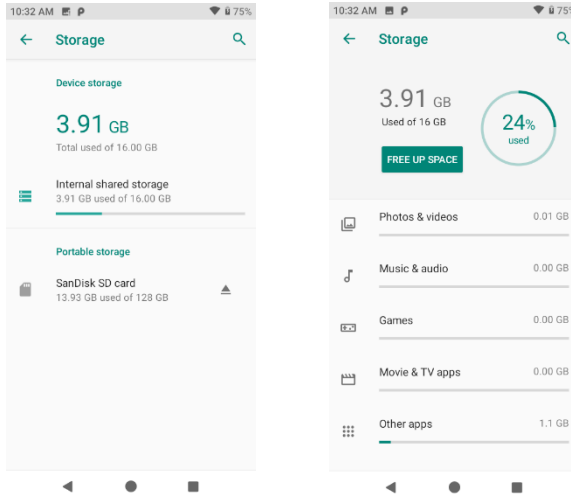 10:32 AM
75%
Storage
Device storage
3.91 GB
Total used of 16.00 GB
Internal shared storage
3.91 GB used of 16.00 GB
Portable storage
SanDisk SD card
13.93 GB used of 128 GB
10:32 AM
75%
Storage
3.91 GB
Used of 16 GB
FREE UP SPACE
24%
used
Photos & videos 0.01 GB
Music & audio 0.00 GB
Games 0.00 GB
Movie & TV apps 0.00 GB
Other apps 1.1 GB